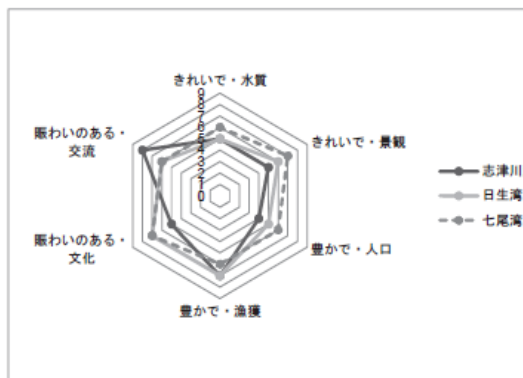 きれいで・水質
9
8
7
6
5
4
3
2
1
0
賑わいのある・
交流
きれいで・景観
志津川
日生湾
七尾湾
賑わいのある・
文化
豊かで・人口
豊かで・漁獲